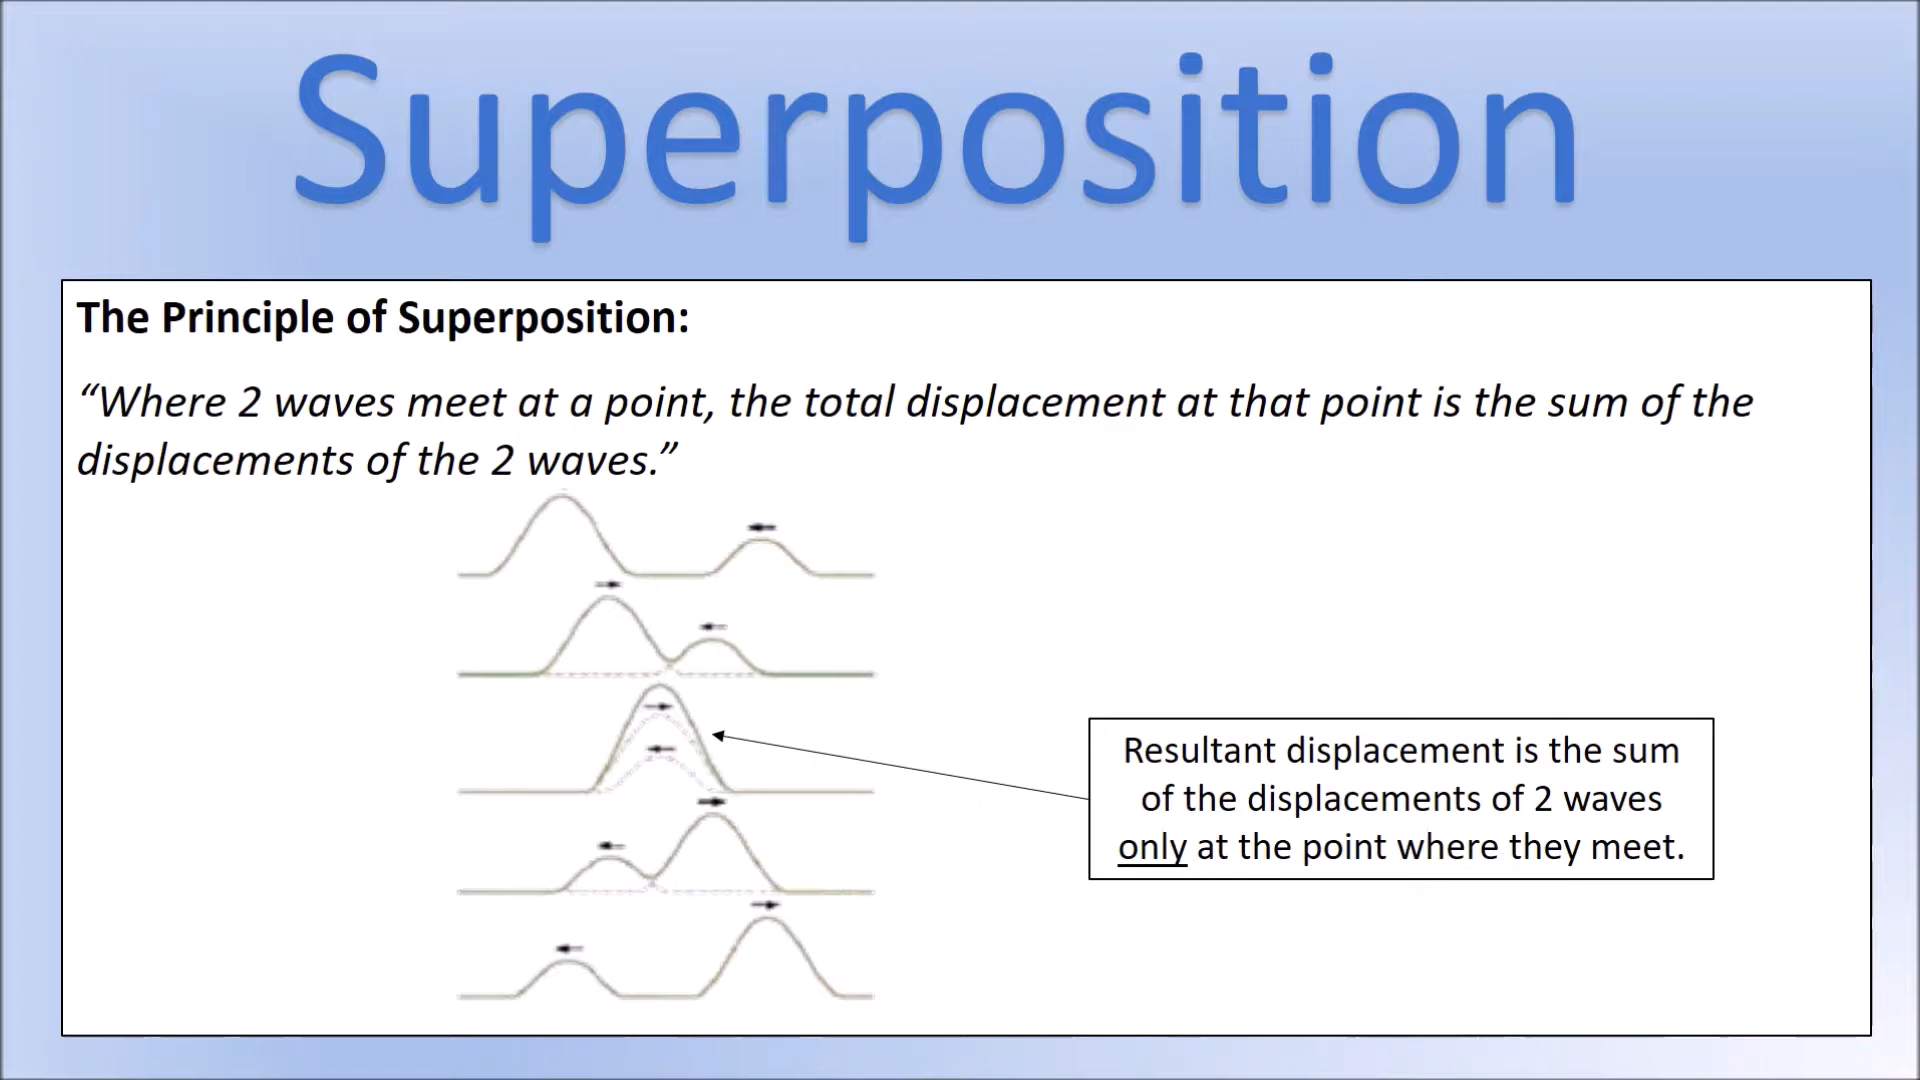 Superposition
The Principle of Superposition:
“Where 2 waves meet at a point, the total displacement at that point is the sum of the
displacements of the 2 waves.”
Resultant displacement is the sum
of the displacements of 2 waves
only at the point where they meet.